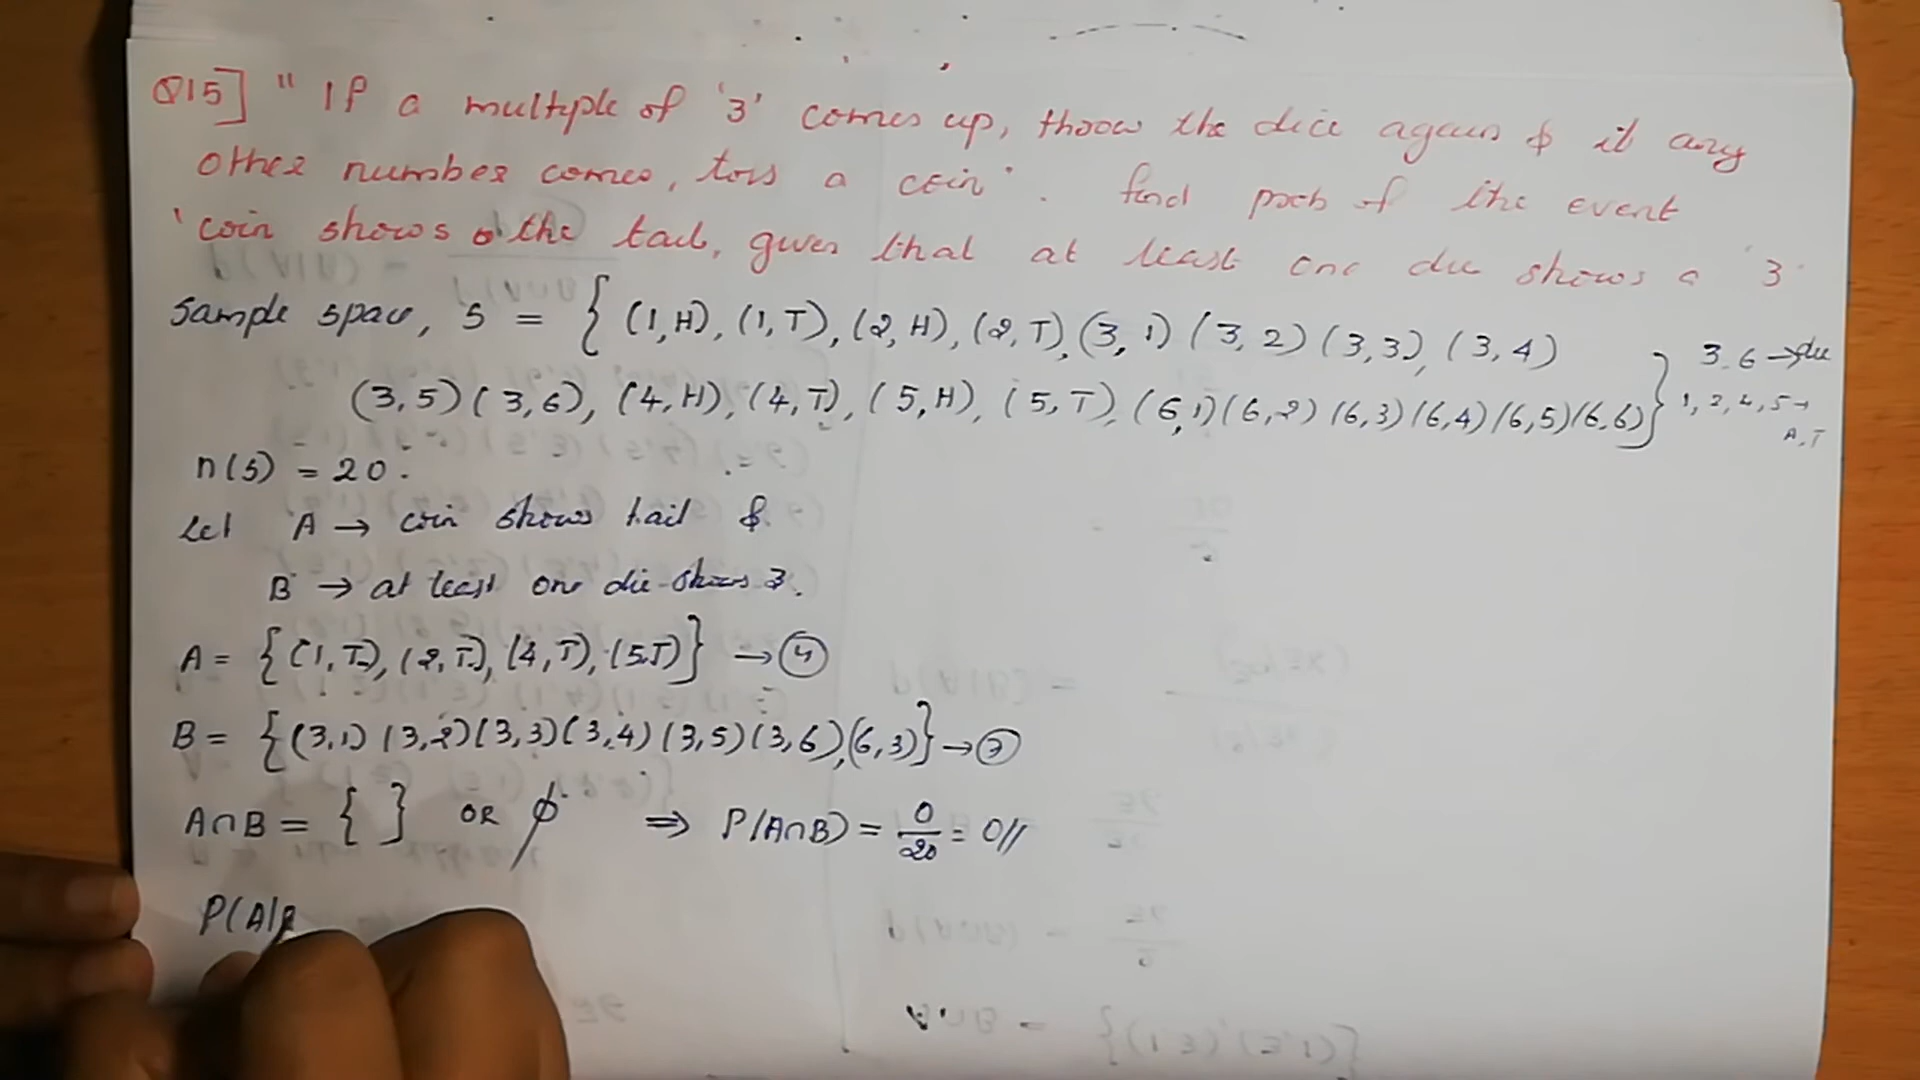 Q15] " If a multiple of '3' comes up, throw the dice again & if any
other number comes, toss a coin". find prob of the event
'coin shows the tail, given that at least one die shows a '3'
Sample space, S = { (1,H), (1,T), (2,H), (2,T), (3,1) (3,2) (3,3), (3,4)
(3,5) (3,6), (4,H), (4,T), (5,H), (5,T), (6,1) (6,2) (6,3) (6,4) (6,5) (6,6) }
3, 6 → die
1, 2, 4, 5 →
H, T
n(S) = 20.
Let A → coin shows tail &
B → at least one die shows 3.
A = { (1,T), (2,T), (4,T), (5,T) } → 4
B = { (3,1) (3,2) (3,3) (3,4) (3,5) (3,6), (6,3) } → 7
A∩B = { } OR ϕ ⇒ P(A∩B) = 0/20 = 0//
P(A|B